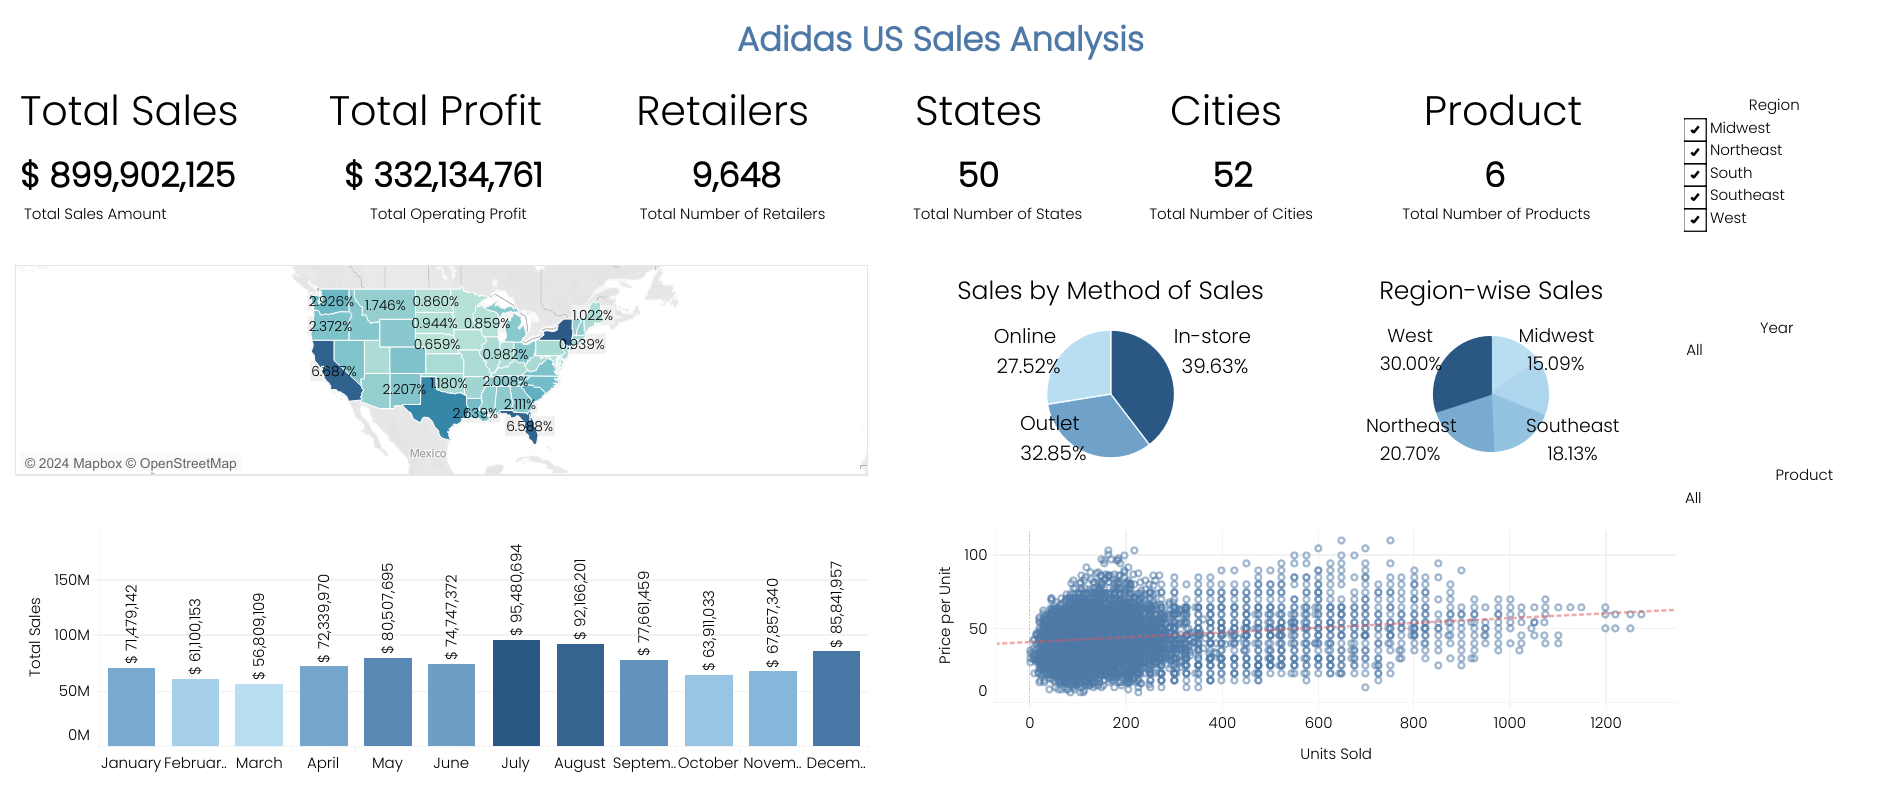 Adidas US Sales Analysis
Total Sales
$ 899,902,125
Total Sales Amount
Total Profit
$ 332,134,761
Total Operating Profit
Retailers
9,648
Total Number of Retailers
States
50
Total Number of States
Cities
52
Total Number of Cities
Product
6
Total Number of Products
Region
Midwest
Northeast
South
Southeast
West
2.926%
1.746%
0.860%
1.022%
2.372%
0.944%
0.859%
0.939%
0.659%
0.982%
6.687%
2.207%
1.180%
2.008%
2.639%
2.111%
6.588%
Mexico
© 2024 Mapbox © OpenStreetMap
Sales by Method of Sales
Online
27.52%
In-store
39.63%
Outlet
32.85%
Region-wise Sales
West
30.00%
Midwest
15.09%
Northeast
20.70%
Southeast
18.13%
Year
All
Product
All
Total Sales
150M
100M
50M
0M
$ 71,479,142
$ 61,100,153
$ 56,809,109
$ 72,339,970
$ 80,507,695
$ 74,747,372
$ 95,480,694
$ 92,166,201
$ 77,661,459
$ 63,911,033
$ 67,857,340
$ 85,841,957
January Februar.. March April May June July August Septem.. October Novem.. Decem..
Price per Unit
100
50
0
0 200 400 600 800 1000 1200
Units Sold